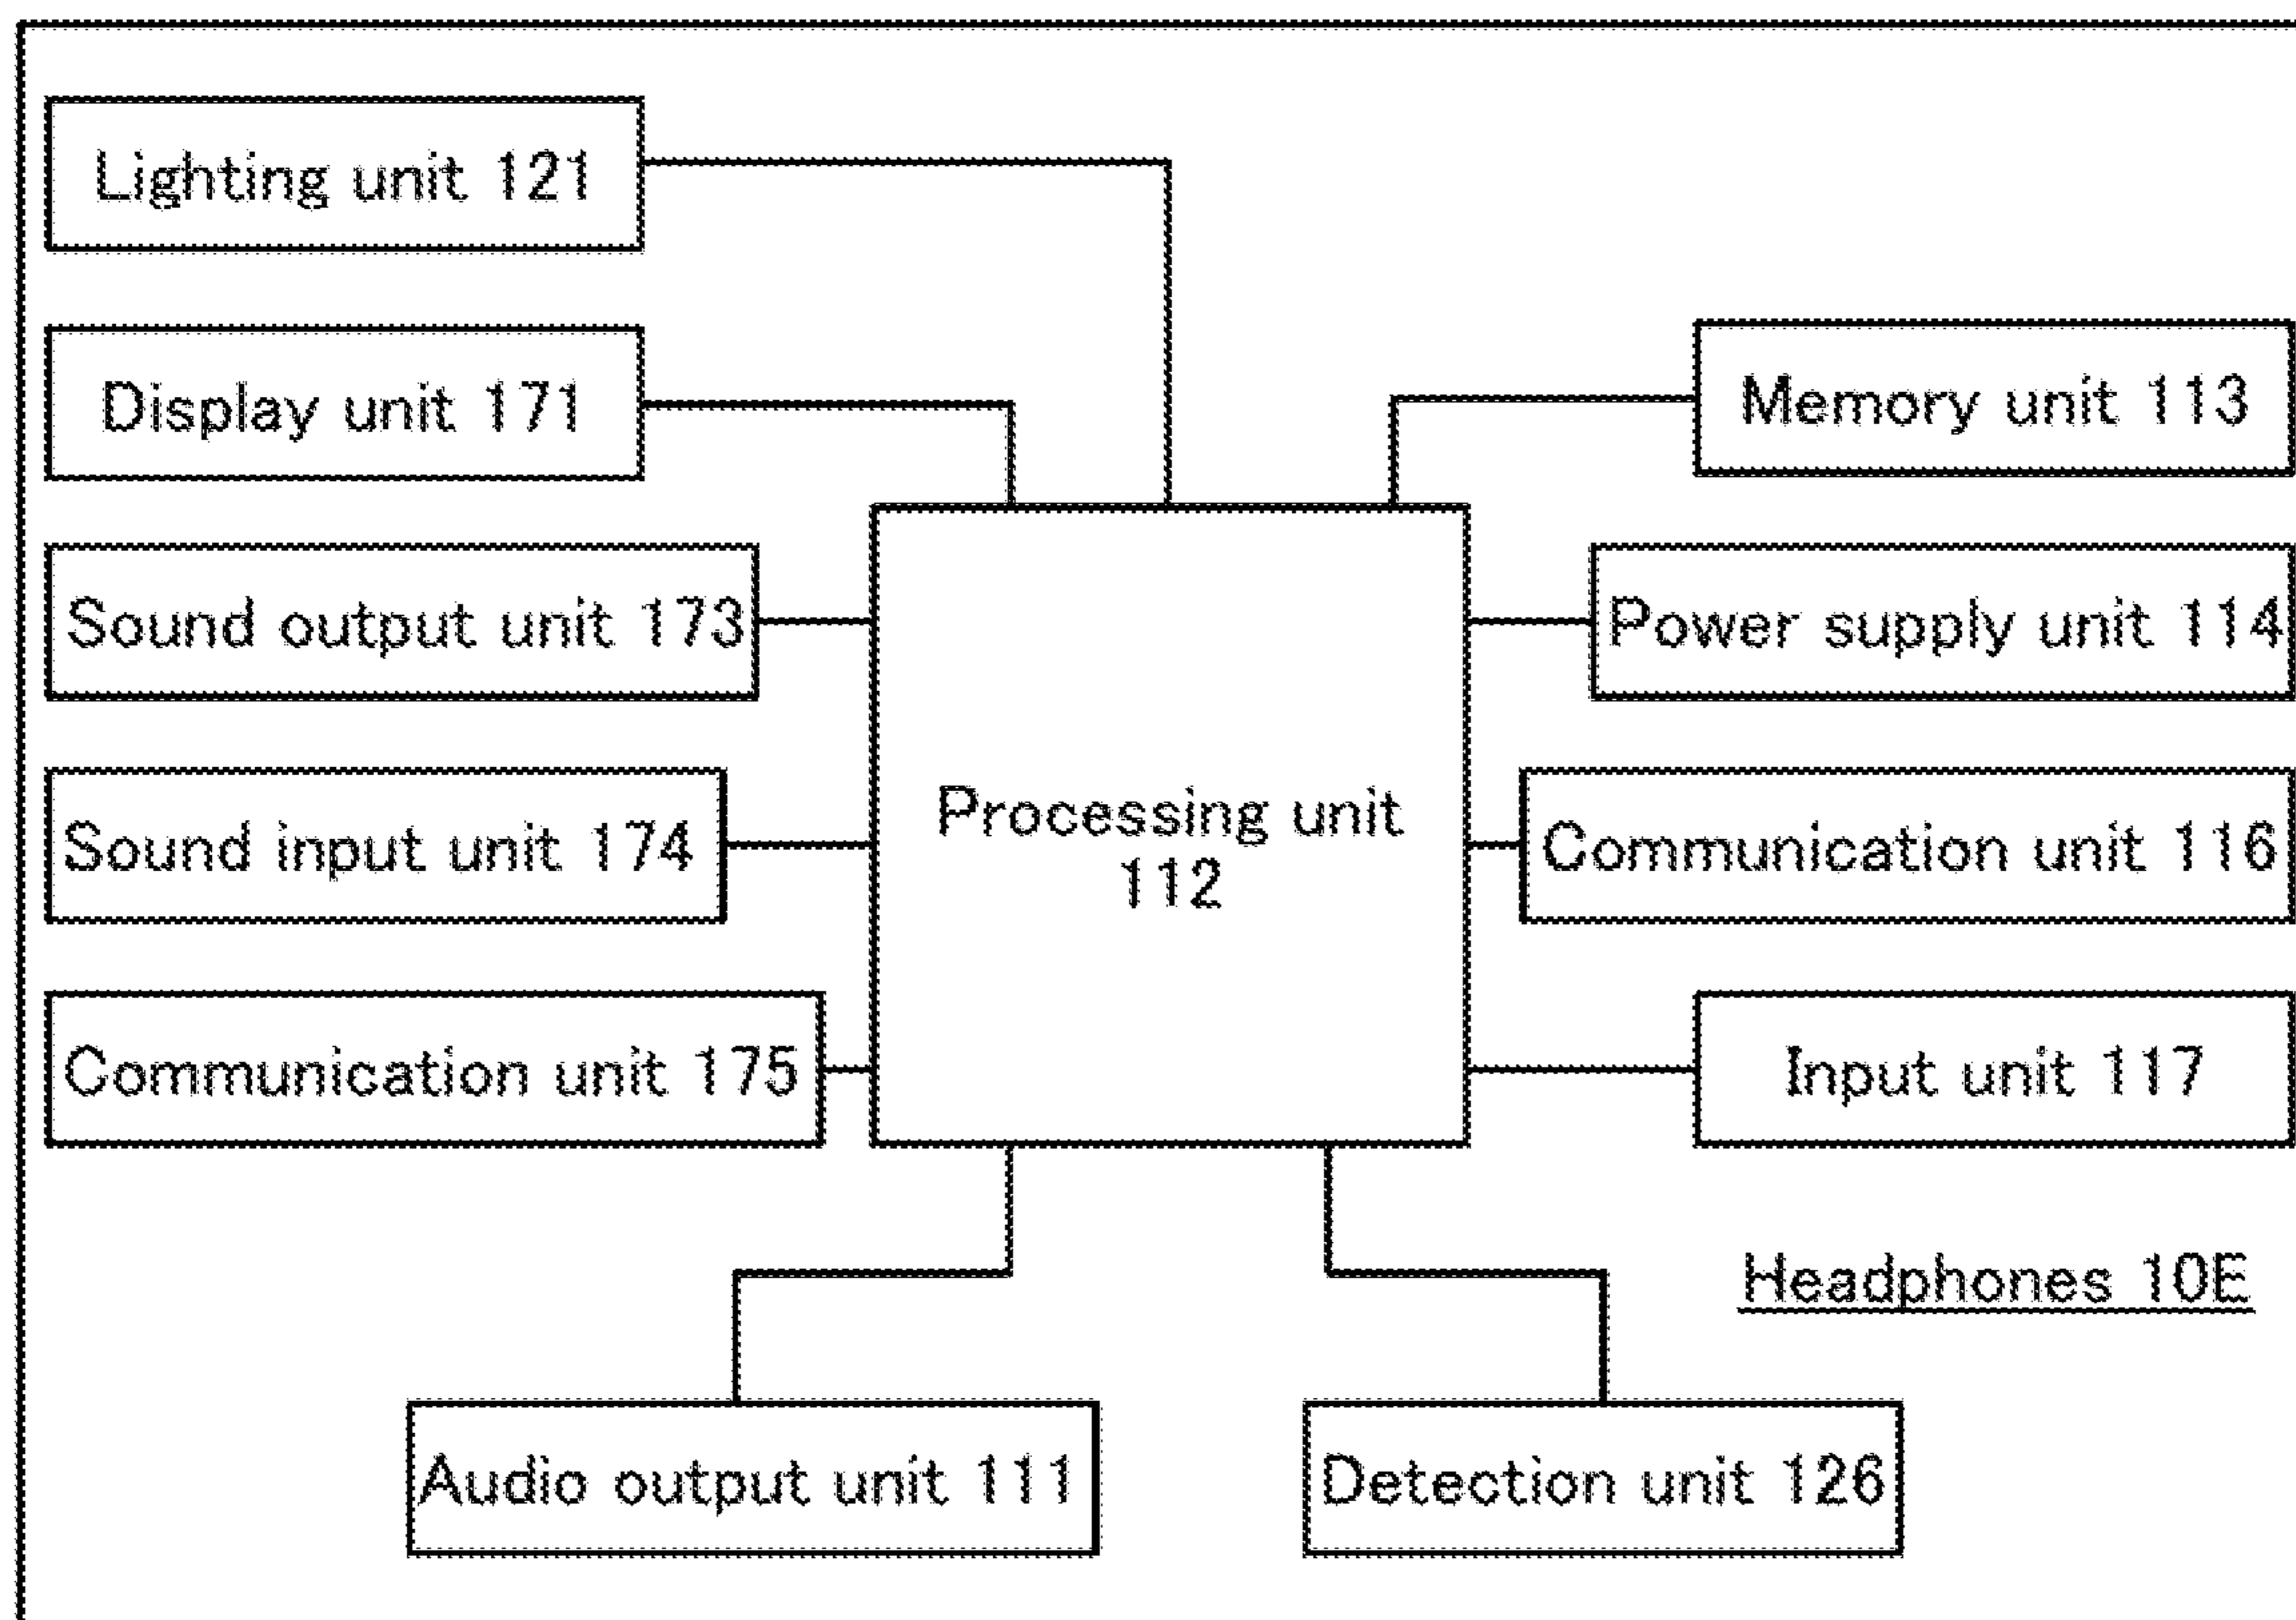 Lighting unit 121
Display unit 171
Memory unit 113
Sound output unit 173
Power supply unit 114
Processing unit
112
Sound input unit 174
Communication unit 116
Communication unit 175
Input unit 117
Headphones 10E
Audio output unit 111
Detection unit 126